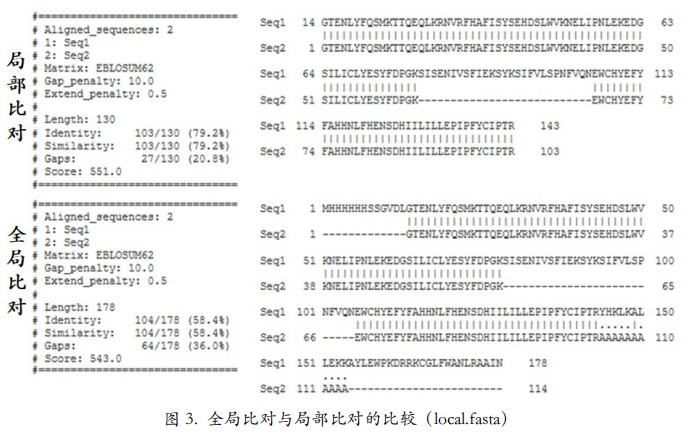 局部比对
#================================
# Aligned_sequences: 2
# 1: Seq1
# 2: Seq2
# Matrix: EBLOSUM62
# Gap_penalty: 10.0
# Extend_penalty: 0.5
#
# Length: 130
# Identity: 103/130 (79.2%)
# Similarity: 103/130 (79.2%)
# Gaps: 27/130 (20.8%)
# Score: 551.0
#================================
Seq1 14 GTENLYFQSMKTTQEQLKRNVRFHAFISYSEHDSLWVKNELIPNLEKEDG 63
||||||||||||||||||||||||||||||||||||||||||||||||||
Seq2 1 GTENLYFQSMKTTQEQLKRNVRFHAFISYSEHDSLWVKNELIPNLEKEDG 50
Seq1 64 SILICLYESYFDPGKSISENIVSFIEKSYKSIFVLSPNFVQNEWCHYEFY 113
|||||||||||||||                           ||||||||
Seq2 51 SILICLYESYFDPGK---------------------------EWCHYEFY 73
Seq1 114 FAHHNLFHENSDHIILILLEPIPFYCIPTR 143
||||||||||||||||||||||||||||||
Seq2 74 FAHHNLFHENSDHIILILLEPIPFYCIPTR 103
全局比对
#================================
# Aligned_sequences: 2
# 1: Seq1
# 2: Seq2
# Matrix: EBLOSUM62
# Gap_penalty: 10.0
# Extend_penalty: 0.5
#
# Length: 178
# Identity: 104/178 (58.4%)
# Similarity: 104/178 (58.4%)
# Gaps: 64/178 (36.0%)
# Score: 543.0
#================================
Seq1 1 MHHHHHHSSGVDLGTENLYFQSMKTTQEQLKRNVRFHAFISYSEHDSLWV 50
|||||||||||||||||||||||||||||||||||||
Seq2 1 -------------GTENLYFQSMKTTQEQLKRNVRFHAFISYSEHDSLWV 37
Seq1 51 KNELIPNLEKEDGSILICLYESYFDPGKSISENIVSFIEKSYKSIFVLSP 100
||||||||||||||||||||||||||||
Seq2 38 KNELIPNLEKEDGSILICLYESYFDPGK---------------------- 65
Seq1 101 NFVQNEWCHYEFYFAHHNLFHENSDHIILILLEPIPFYCIPTRYHKLKAL 150
||||||||||||||||||||||||||||||||||||||.....|.
Seq2 66 -----EWCHYEFYFAHHNLFHENSDHIILILLEPIPFYCIPTRAAAAAAA 110
Seq1 151 LEKKAYLEWPKDRRKCGLFWANLRAAIN 178
....
Seq2 111 AAAA------------------------ 114
图 3. 全局比对与局部比对的比较（local.fasta）